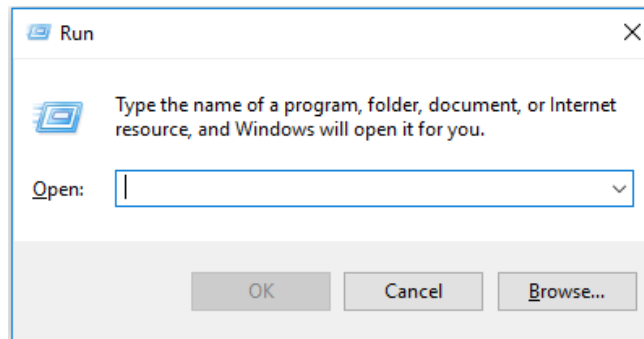 Run
Type the name of a program, folder, document, or Internet
resource, and Windows will open it for you.
Open:
OK Cancel Browse...